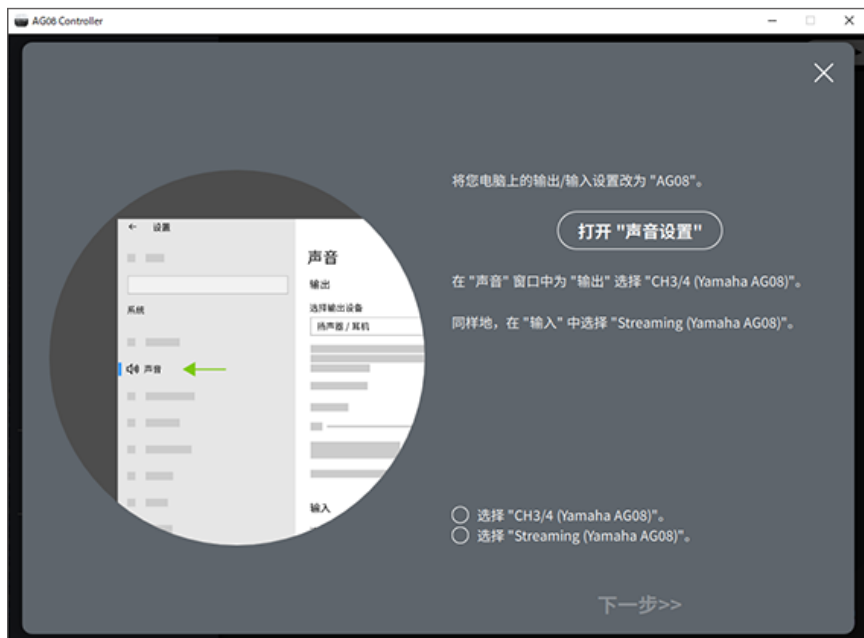 AG08 Controller
将您电脑上的输出/输入设置改为 "AG08"。
打开 "声音设置"
在 "声音" 窗口中为 "输出" 选择 "CH3/4 (Yamaha AG08)"。
同样地，在 "输入" 中选择 "Streaming (Yamaha AG08)"。
设置
系统
声音
声音
输出
选择输出设备
扬声器 / 耳机
输入
选择 "CH3/4 (Yamaha AG08)"。
选择 "Streaming (Yamaha AG08)"。
下一步>>